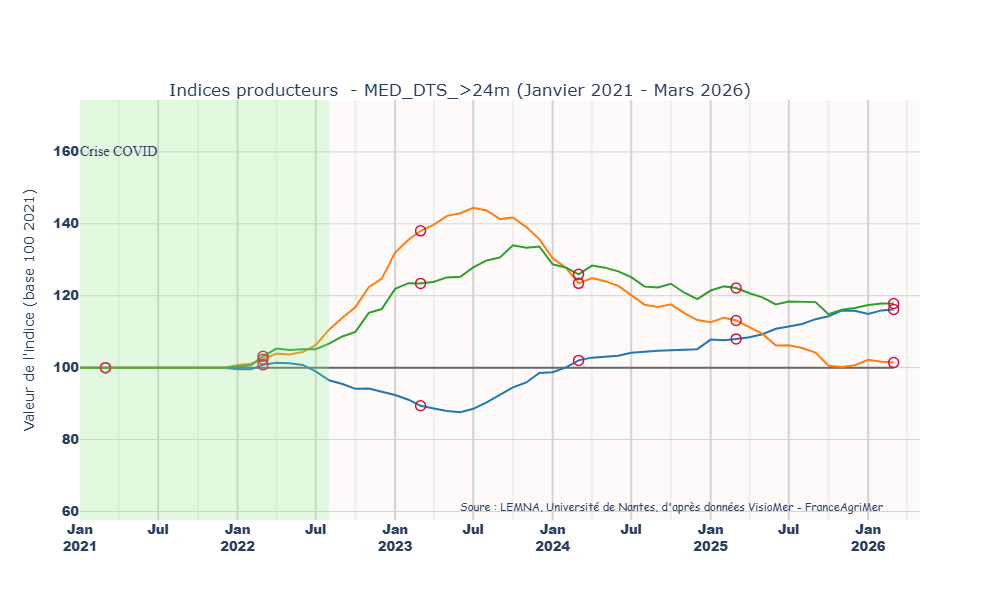 Indices producteurs  - MED_DTS_>24m (Janvier 2021 - Mars 2026)
Valeur de l'indice (base 100 2021)
160
Crise COVID
140
120
100
80
60
Soure : LEMNA, Université de Nantes, d'après données VisioMer - FranceAgriMer
Jan Jul Jan Jul Jan Jul Jan Jul Jan Jul Jan
2021 2022 2023 2024 2025 2026